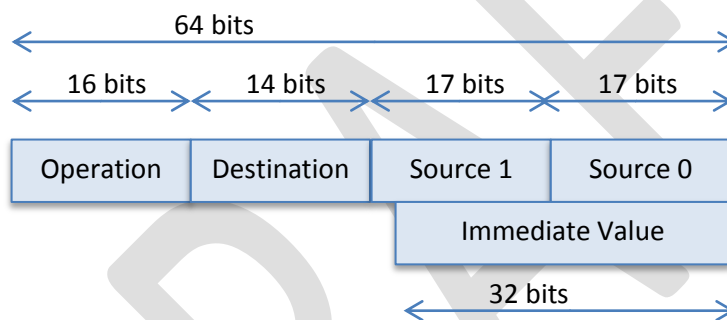 64 bits
16 bits 14 bits 17 bits 17 bits
Operation Destination Source 1 Source 0
Immediate Value
32 bits